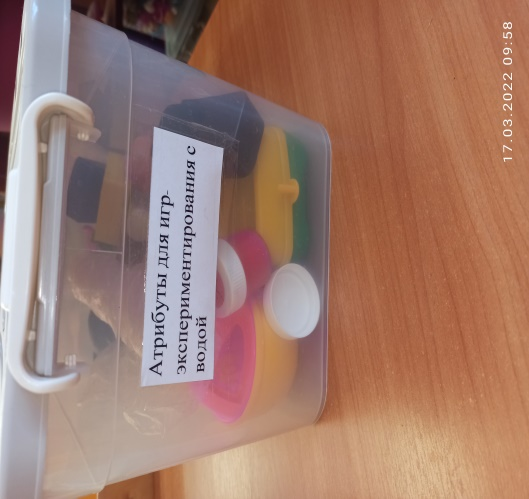 Атрибуты для игр-
экспериментирования с
водой
17.03.2022 09:58